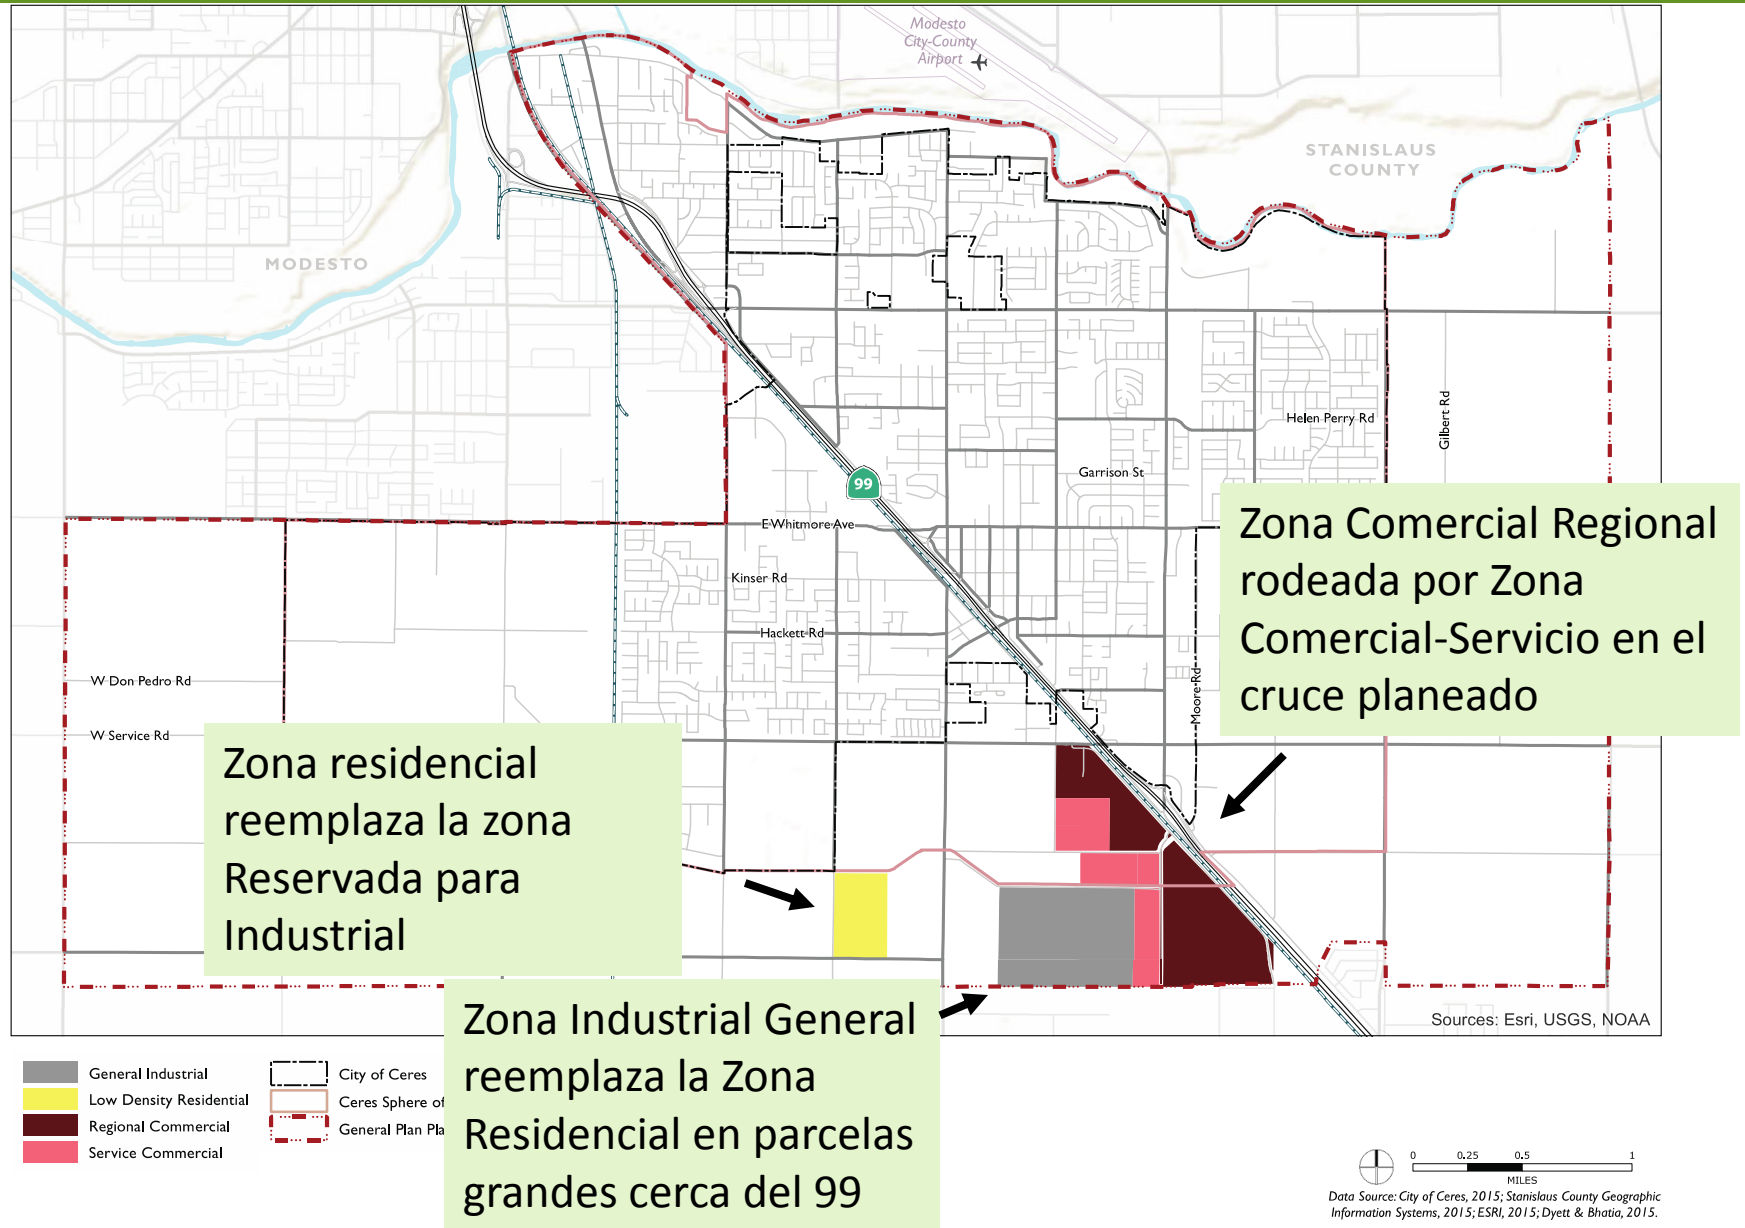 Modesto
City-County
Airport
STANISLAUS
COUNTY
MODESTO
Helen Perry Rd
Gilbert Rd
Garrison St
99
E Whitmore Ave
Kinser Rd
Hackett Rd
W Don Pedro Rd
W Service Rd
Moore Rd
Zona Comercial Regional
rodeada por Zona
Comercial-Servicio en el
cruce planeado
Zona residencial
reemplaza la zona
Reservada para
Industrial
Zona Industrial General
reemplaza la Zona
Residencial en parcelas
grandes cerca del 99
Sources: Esri, USGS, NOAA
General Industrial
Low Density Residential
Regional Commercial
Service Commercial
City of Ceres
Ceres Sphere of
General Plan Pla
0 0.25 0.5 1
MILES
Data Source: City of Ceres, 2015; Stanislaus County Geographic
Information Systems, 2015; ESRI, 2015; Dyett & Bhatia, 2015.